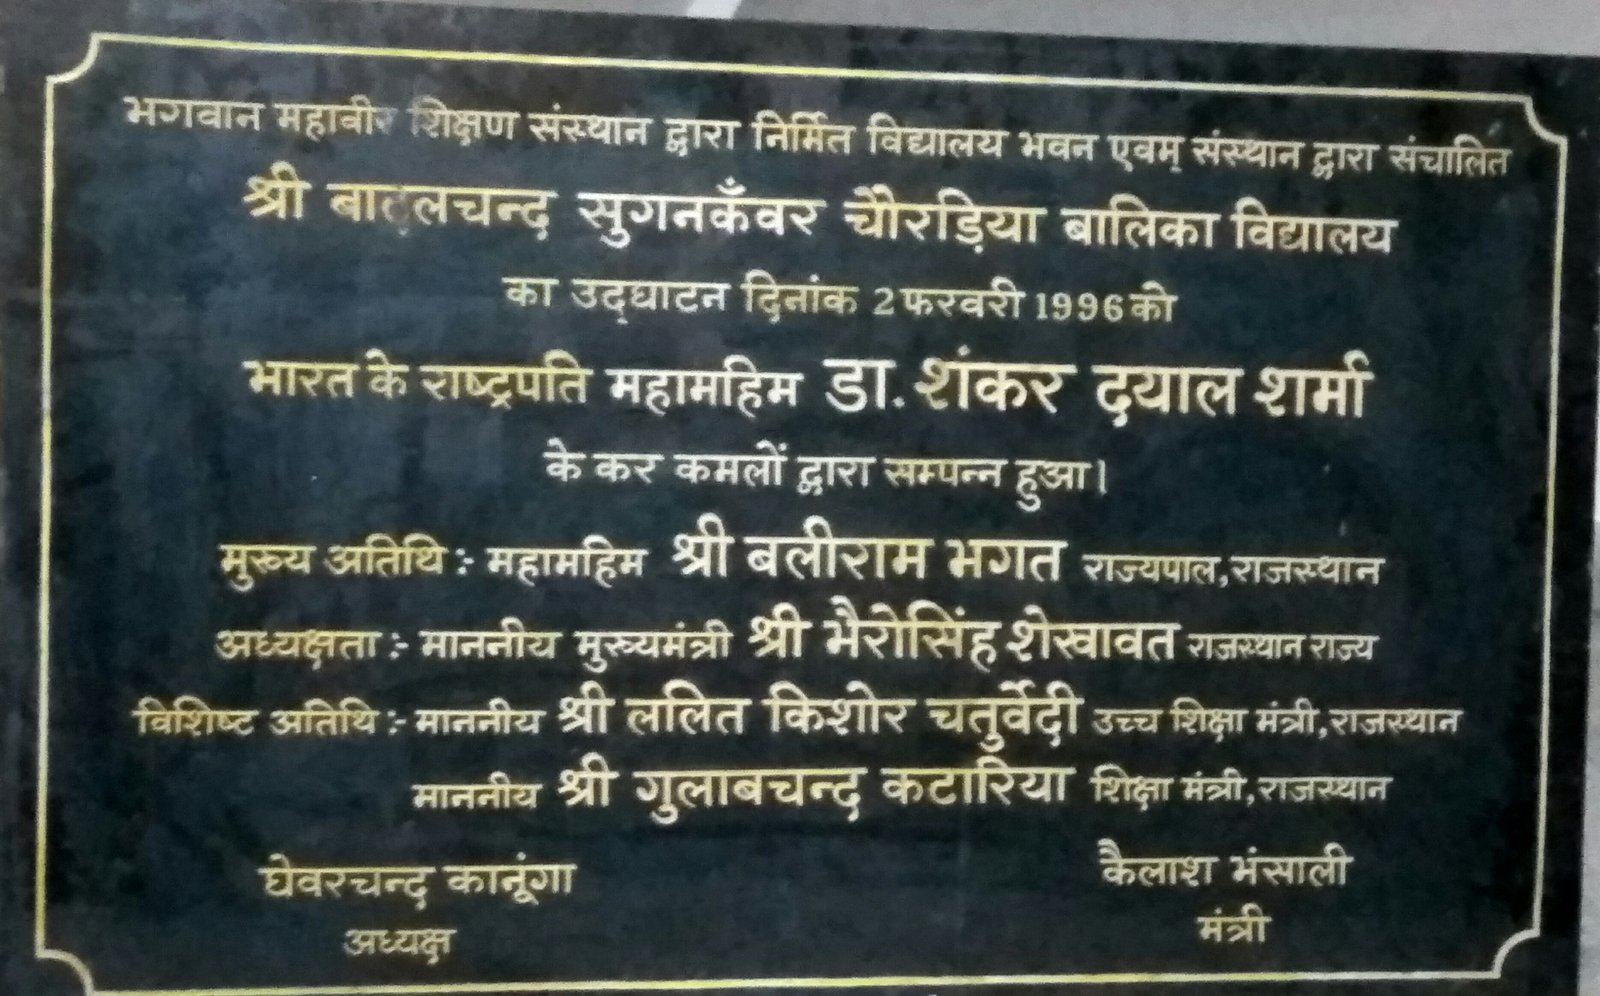 भगवान महावीर शिक्षण संस्थान द्वारा निर्मित विद्यालय भवन एवम् संस्थान द्वारा संचालित
श्री सुगनकँवर चौरड़िया बालिका विद्यालय
का उद्‌घाटन दिनांक 2 फरवरी 1996 को
भारत के राष्ट्रपति महामहिम डा. शंकर दयाल शर्मा
के कर कमलों द्वारा सम्पन्न हुआ।
मुख्य अतिथि :- महामहिम श्री बलीराम भगत राज्यपाल, राजस्थान
अध्यक्षता :- माननीय मुख्यमंत्री श्री भैरोसिंह शेखावत राजस्थान राज्य
विशिष्ट अतिथि :- माननीय श्री ललित किशोर चतुर्वेदी उच्च शिक्षा मंत्री, राजस्थान
माननीय श्री गुलाबचन्द कटारिया शिक्षा मंत्री, राजस्थान
घेवरचन्द कानूंगा
अध्यक्ष
कैलाश भंसाली
मंत्री